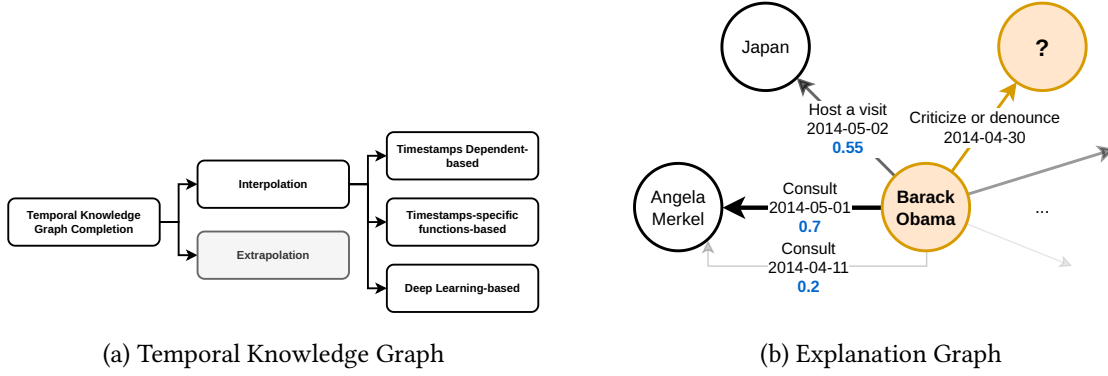 Temporal Knowledge
Graph Completion
Interpolation
Extrapolation
Timestamps Dependent-
based
Timestamps-specific
functions-based
Deep Learning-based
(a) Temporal Knowledge Graph
Japan
?
Host a visit
2014-05-02
0.55
Criticize or denounce
2014-04-30
Angela
Merkel
Consult
2014-05-01
0.7
Barack
Obama
...
Consult
2014-04-11
0.2
(b) Explanation Graph